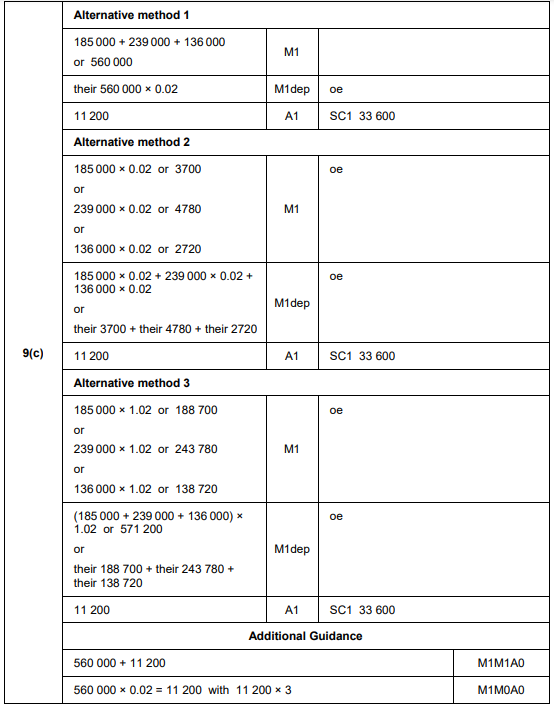 Alternative method 1
185 000 + 239 000 + 136 000
or 560 000
M1
their 560 000 × 0.02
M1dep
oe
11 200
A1
SC1 33 600
Alternative method 2
185 000 × 0.02 or 3700
or
239 000 × 0.02 or 4780
or
136 000 × 0.02 or 2720
M1
oe
185 000 × 0.02 + 239 000 × 0.02 +
136 000 × 0.02
or
their 3700 + their 4780 + their 2720
M1dep
oe
9(c)
11 200
A1
SC1 33 600
Alternative method 3
185 000 × 1.02 or 188 700
or
239 000 × 1.02 or 243 780
or
136 000 × 1.02 or 138 720
M1
oe
(185 000 + 239 000 + 136 000) ×
1.02 or 571 200
or
their 188 700 + their 243 780 +
their 138 720
M1dep
oe
11 200
A1
SC1 33 600
Additional Guidance
560 000 + 11 200
M1M1A0
560 000 × 0.02 = 11 200 with 11 200 × 3
M1M0A0